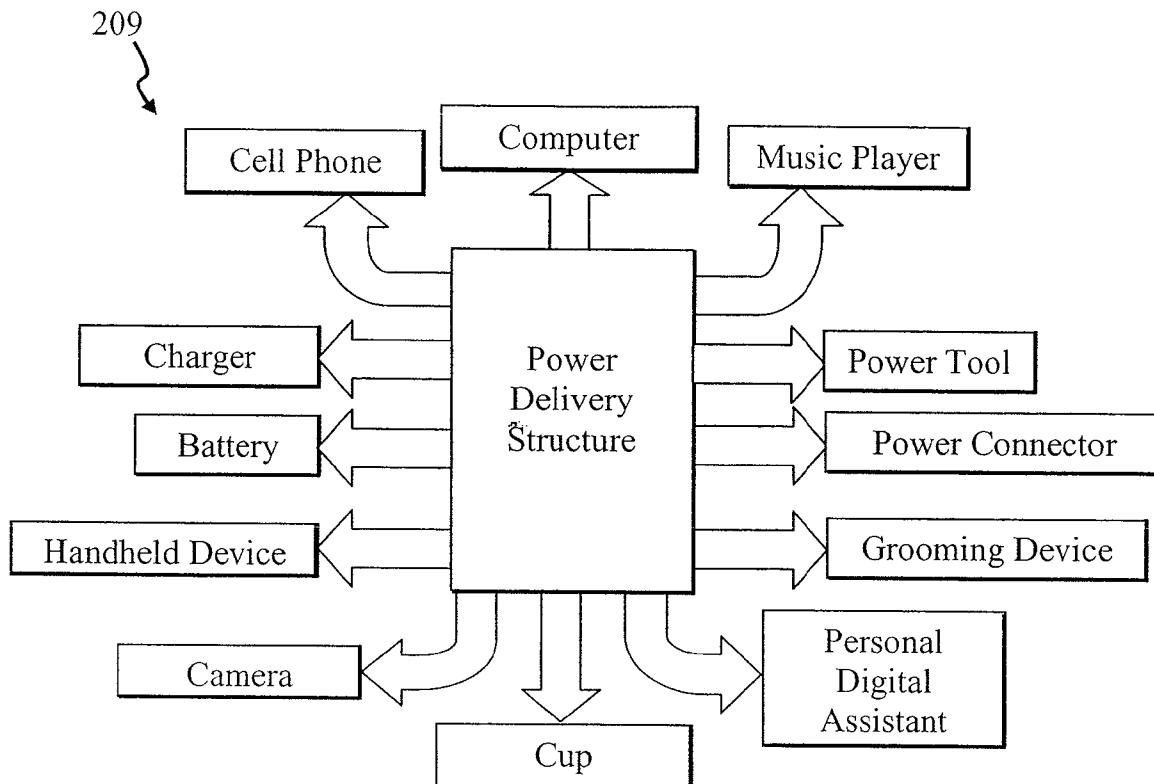 209
Cell Phone
Computer
Music Player
Charger
Power
Delivery
Structure
Power Tool
Battery
Power Connector
Handheld Device
Grooming Device
Camera
Personal
Digital
Assistant
Cup